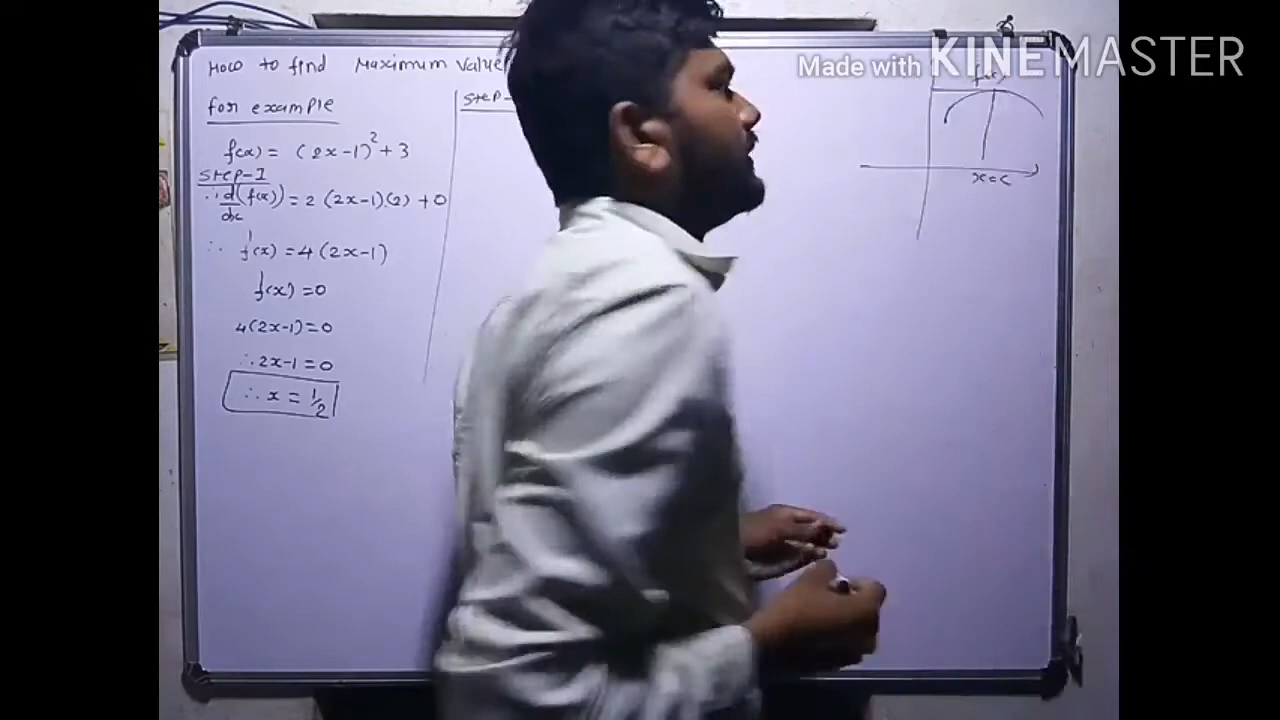 How to find Maximum Value
for example
f(x) = (2x-1)² + 3
Step-I
∴ d/dx (f(x)) = 2 (2x-1)(2) + 0
∴ f'(x) = 4 (2x-1)
f'(x) = 0
4(2x-1) = 0
∴ 2x-1 = 0
∴ x = 1/2
Step-
Made with KINEMASTER
x=c